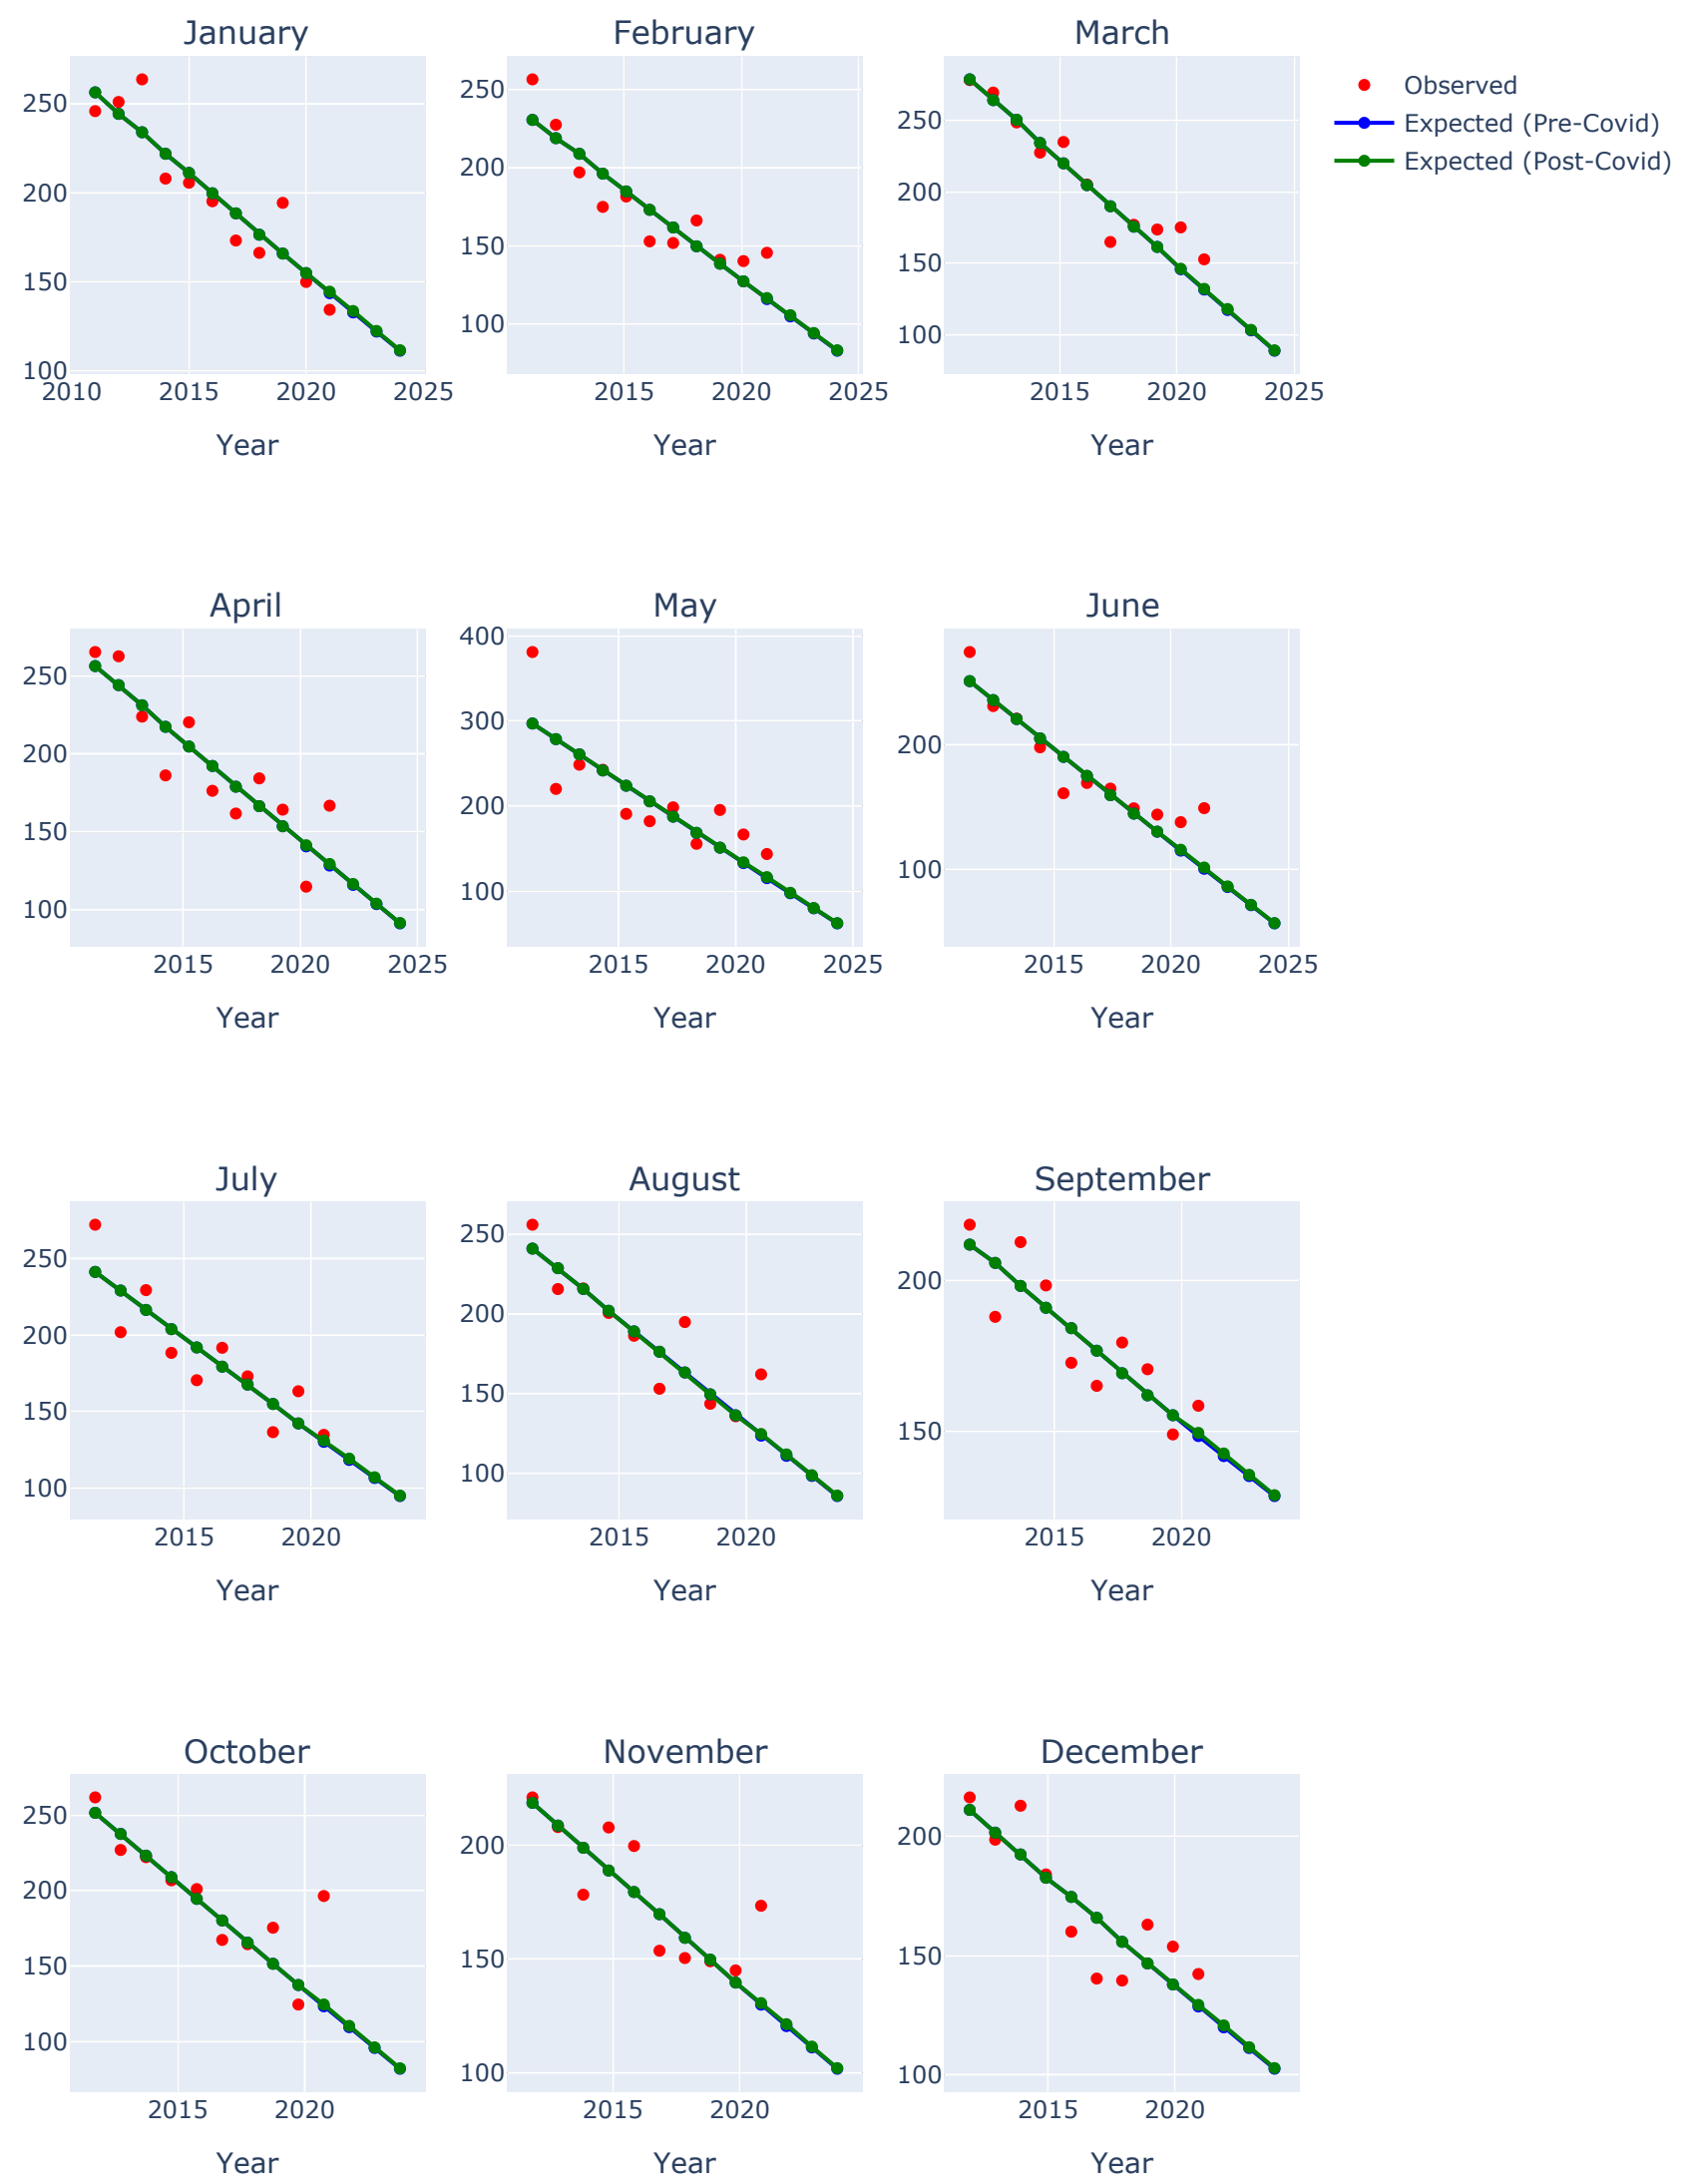 January
February
March
Observed
Expected (Pre-Covid)
Expected (Post-Covid)
250
200
150
100
2010 2015 2020 2025
Year
250
200
150
100
2015 2020 2025
Year
250
200
150
100
2015 2020 2025
Year
April
May
June
250
200
150
100
2015 2020 2025
Year
400
300
200
100
2015 2020 2025
Year
200
100
2015 2020 2025
Year
July
August
September
250
200
150
100
2015 2020
Year
250
200
150
100
2015 2020
Year
200
150
2015 2020
Year
October
November
December
250
200
150
100
2015 2020
Year
200
150
100
2015 2020
Year
200
150
100
2015 2020
Year